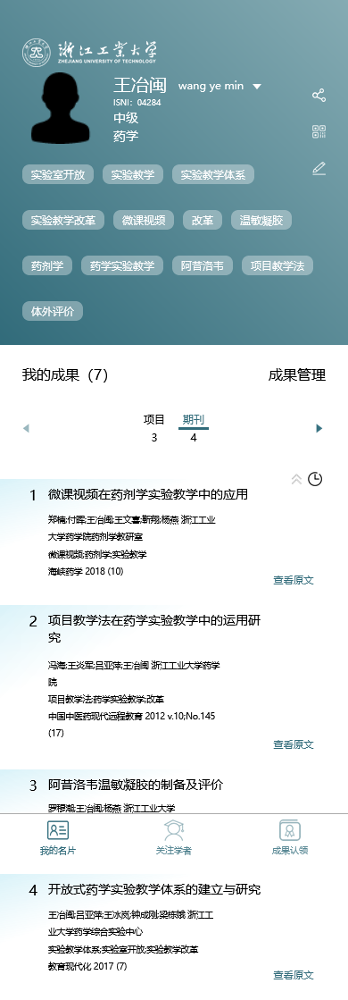 浙江工业大学
ZHEJIANG UNIVERSITY OF TECHNOLOGY
王冶闽 wang ye min
ISNI: 04284
中级
药学
实验室开放 实验教学 实验教学体系
实验教学改革 微课视频 改革 温敏凝胶
药剂学 药学实验教学 阿昔洛韦 项目教学法
体外评价
我的成果（7） 成果管理
项目 期刊
3 4
1 微课视频在药剂学实验教学中的应用
郑楠;付晖;王冶闽;王文喜;靳翔;杨燕 浙江工业
大学药学院药剂学教研室
微课视频;药剂学;实验教学
海峡药学 2018 (10)
查看原文
2 项目教学法在药学实验教学中的运用研
究
冯海;王炎军;吕亚萍;王冶闽 浙江工业大学药学
院
项目教学法;药学实验教学;改革
中国中医药现代远程教育 2012 v.10;No.145
(17)
查看原文
3 阿昔洛韦温敏凝胶的制备及评价
罗穆瀚;王冶闽;杨燕 浙江工业大学
我的名片 关注学者 成果认领
4 开放式药学实验教学体系的建立与研究
王冶闽;吕亚萍;王冰岚;钟成刚;梁栋娥 浙江工
业大学药学综合实验中心
实验教学体系;实验室开放;实验教学改革
教育现代化 2017 (7)
查看原文